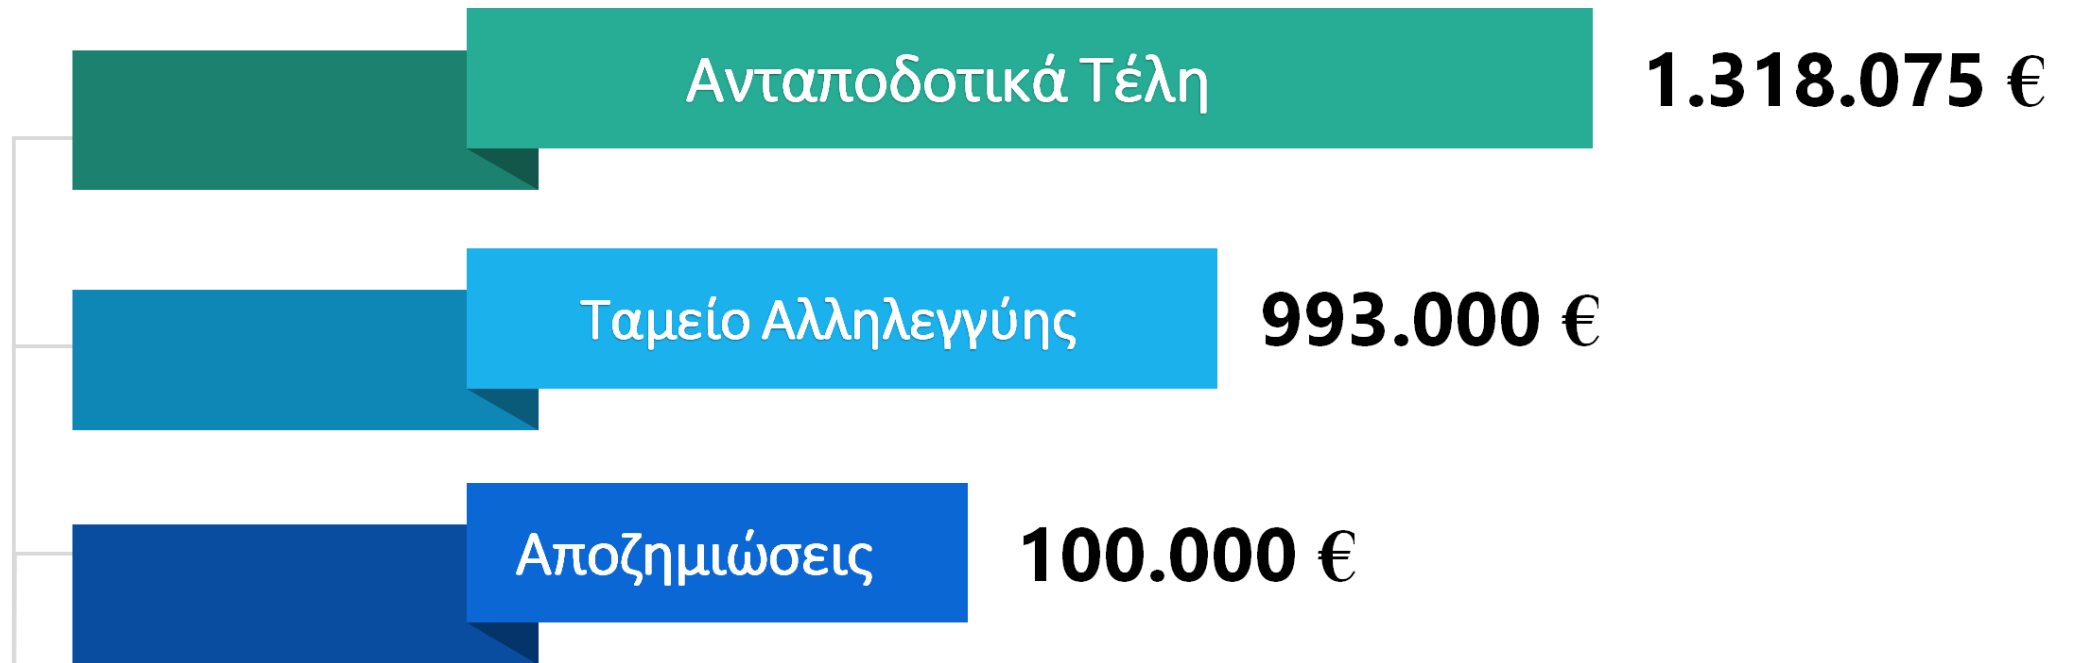 Ανταποδοτικά Τέλη 1.318.075 €
Ταμείο Αλληλεγγύης 993.000 €
Αποζημιώσεις 100.000 €